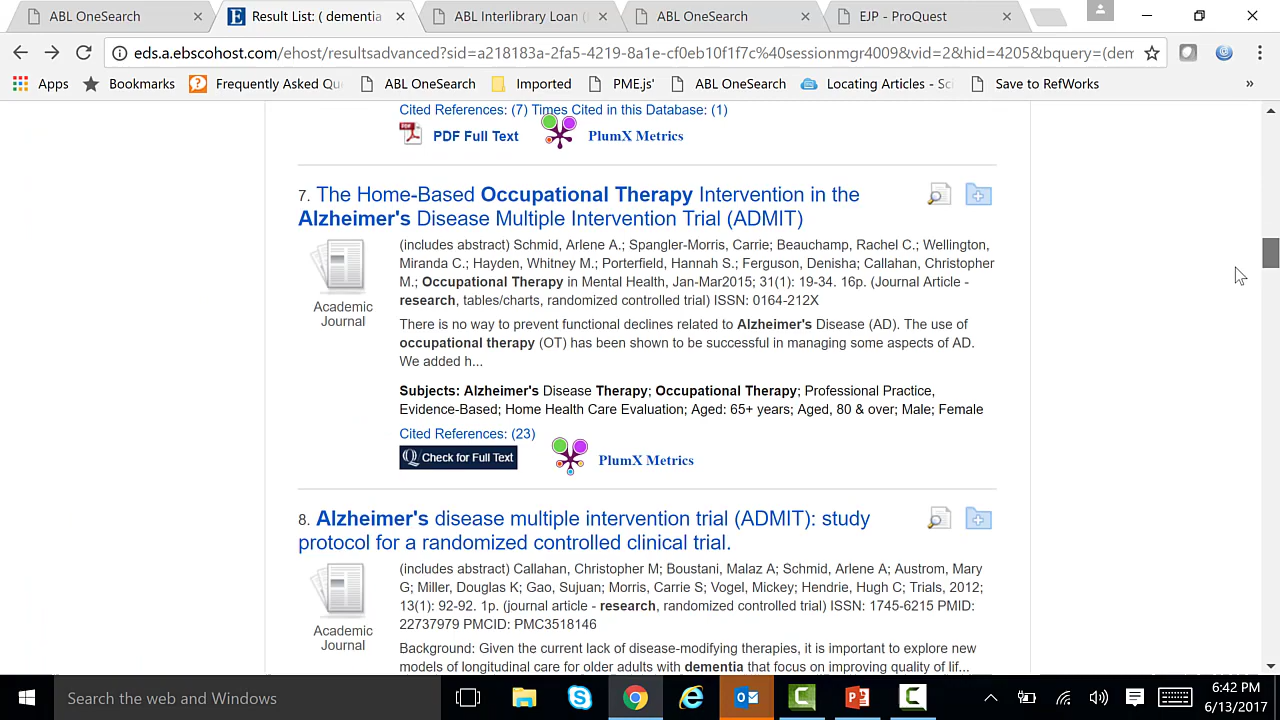 ABL OneSearch
Result List: ( dementia
ABL Interlibrary Loan (
ABL OneSearch
EJP - ProQuest
eds.a.ebscohost.com/ehost/resultsadvanced?sid=a218183a-2fa5-4219-8a1e-cf0eb10f1f7c%40sessionmgr4009&vid=2&hid=4205&bquery=(dem
Apps
Bookmarks
Frequently Asked Qu
ABL OneSearch
Imported
PME.js'
ABL OneSearch
Locating Articles - Sc
Save to RefWorks
»
Cited References: (7) Times Cited in this Database: (1)
PDF Full Text
PlumX Metrics
7. The Home-Based Occupational Therapy Intervention in the
Alzheimer's Disease Multiple Intervention Trial (ADMIT)
Academic
Journal
(includes abstract) Schmid, Arlene A.; Spangler-Morris, Carrie; Beauchamp, Rachel C.; Wellington,
Miranda C.; Hayden, Whitney M.; Porterfield, Hannah S.; Ferguson, Denisha; Callahan, Christopher
M.; Occupational Therapy in Mental Health, Jan-Mar2015; 31(1): 19-34. 16p. (Journal Article -
research, tables/charts, randomized controlled trial) ISSN: 0164-212X
There is no way to prevent functional declines related to Alzheimer's Disease (AD). The use of
occupational therapy (OT) has been shown to be successful in managing some aspects of AD.
We added h...
Subjects: Alzheimer's Disease Therapy; Occupational Therapy; Professional Practice,
Evidence-Based; Home Health Care Evaluation; Aged: 65+ years; Aged, 80 & over; Male; Female
Cited References: (23)
Check for Full Text
PlumX Metrics
8. Alzheimer's disease multiple intervention trial (ADMIT): study
protocol for a randomized controlled clinical trial.
Academic
Journal
(includes abstract) Callahan, Christopher M; Boustani, Malaz A; Schmid, Arlene A; Austrom, Mary
G; Miller, Douglas K; Gao, Sujuan; Morris, Carrie S; Vogel, Mickey; Hendrie, Hugh C; Trials, 2012;
13(1): 92-92. 1p. (journal article - research, randomized controlled trial) ISSN: 1745-6215 PMID:
22737979 PMCID: PMC3518146
Background: Given the current lack of disease-modifying therapies, it is important to explore new
models of longitudinal care for older adults with dementia that focus on improving quality of lif...
Search the web and Windows
6:42 PM
6/13/2017